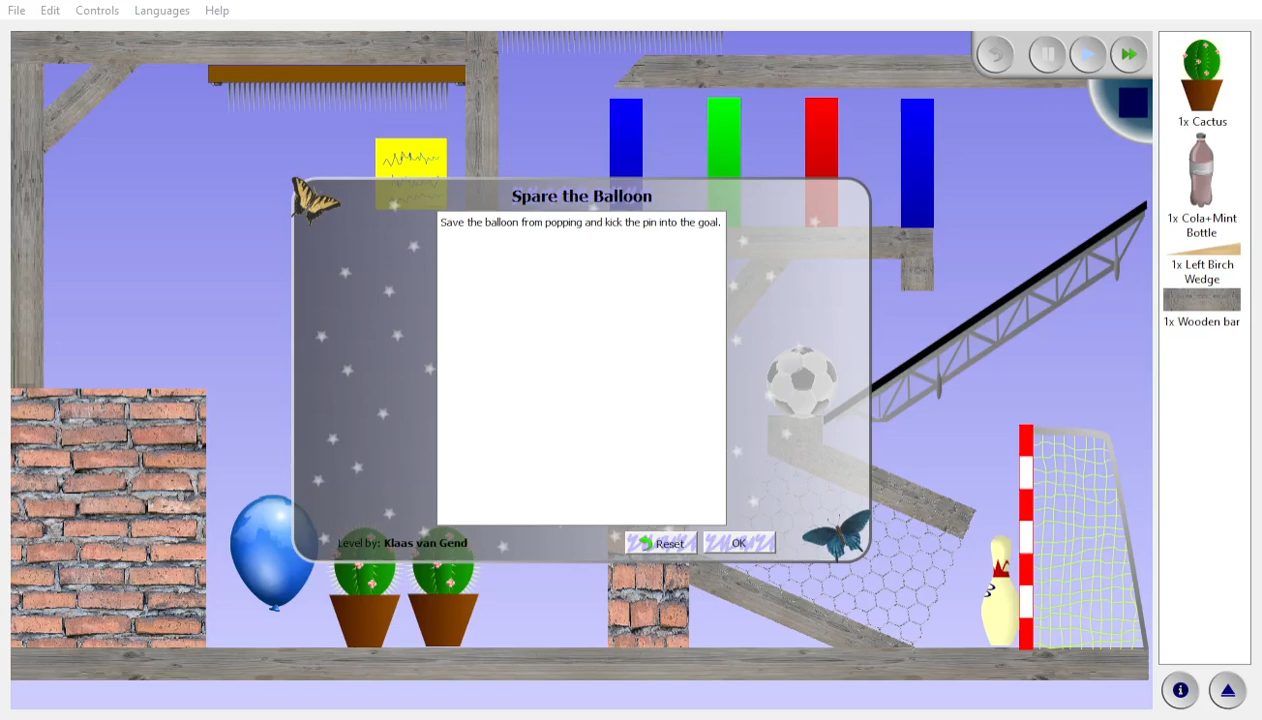 File Edit Controls Languages Help
1x Cactus
1x Cola+Mint
Bottle
1x Left Birch
Wedge
1x Wooden bar
Spare the Balloon
Save the balloon from popping and kick the pin into the goal.
Level by: Klaas van Gend
Reset
OK